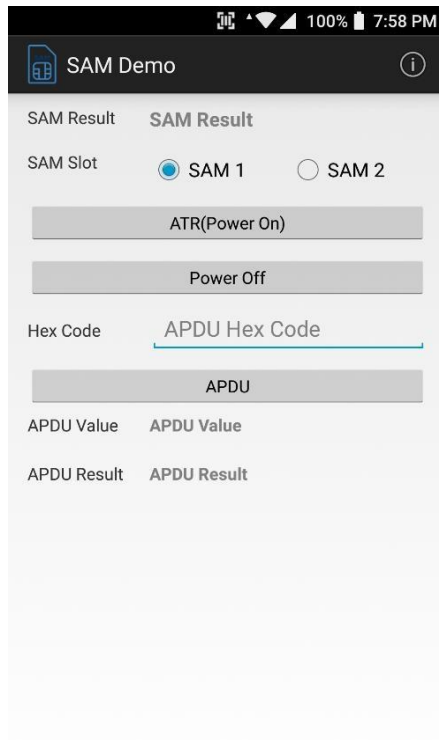 100% 7:58 PM
SAM Demo
SAM Result SAM Result
SAM Slot SAM 1 SAM 2
ATR(Power On)
Power Off
Hex Code APDU Hex Code
APDU
APDU Value APDU Value
APDU Result APDU Result